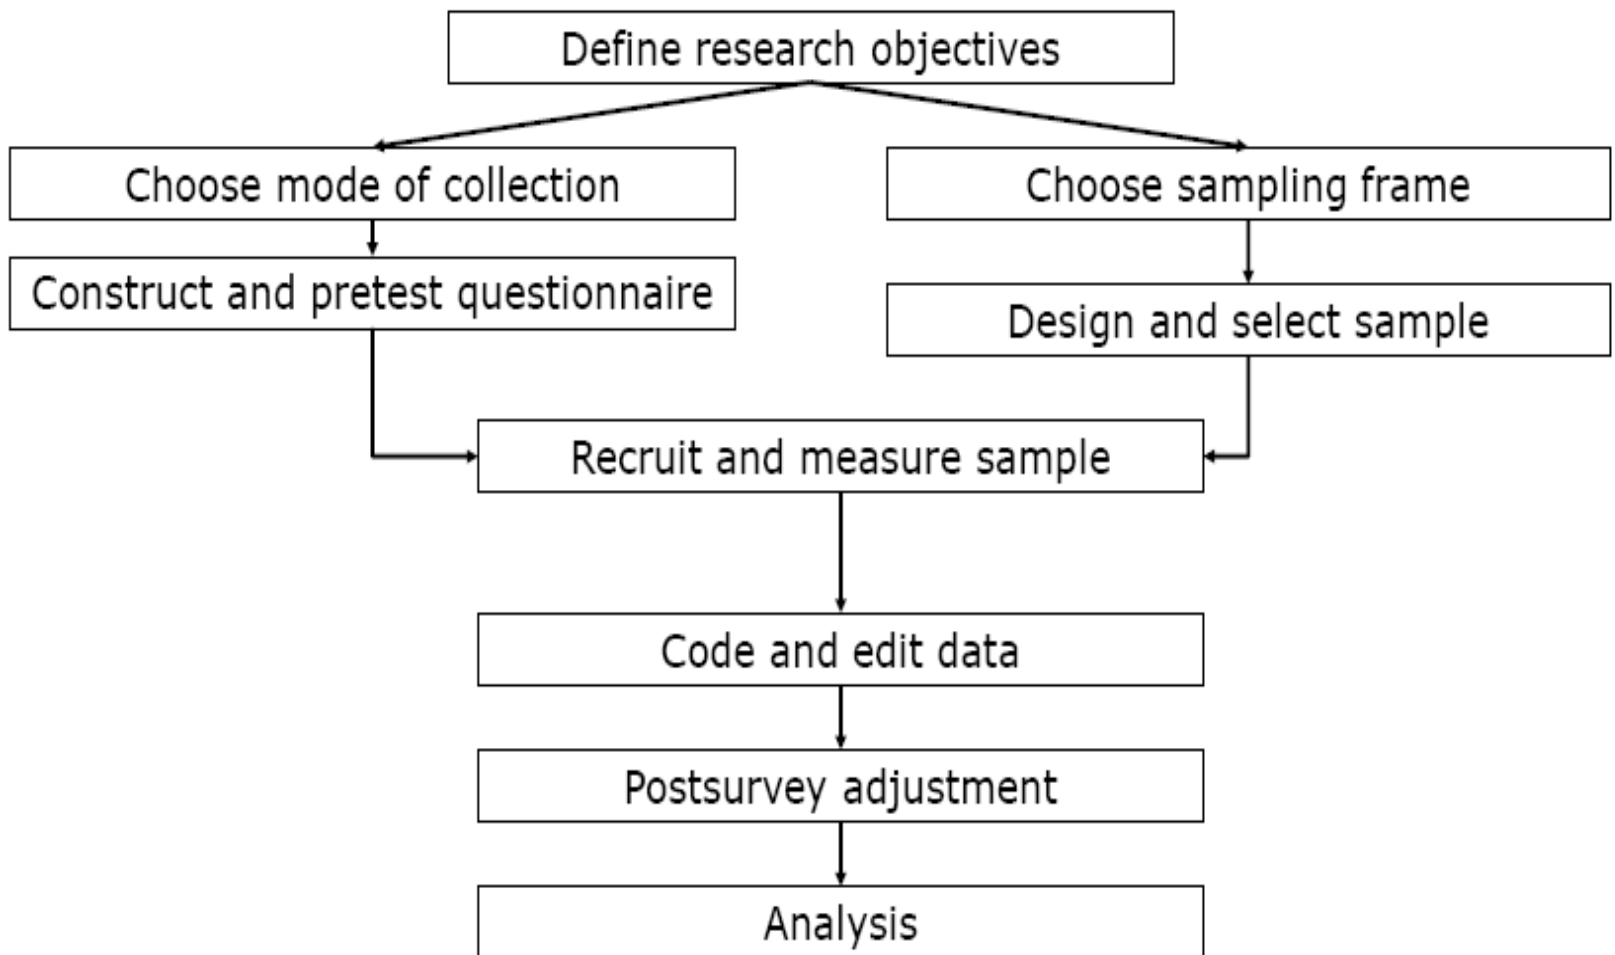 Define research objectives
Choose mode of collection
Choose sampling frame
Construct and pretest questionnaire
Design and select sample
Recruit and measure sample
Code and edit data
Postsurvey adjustment
Analysis